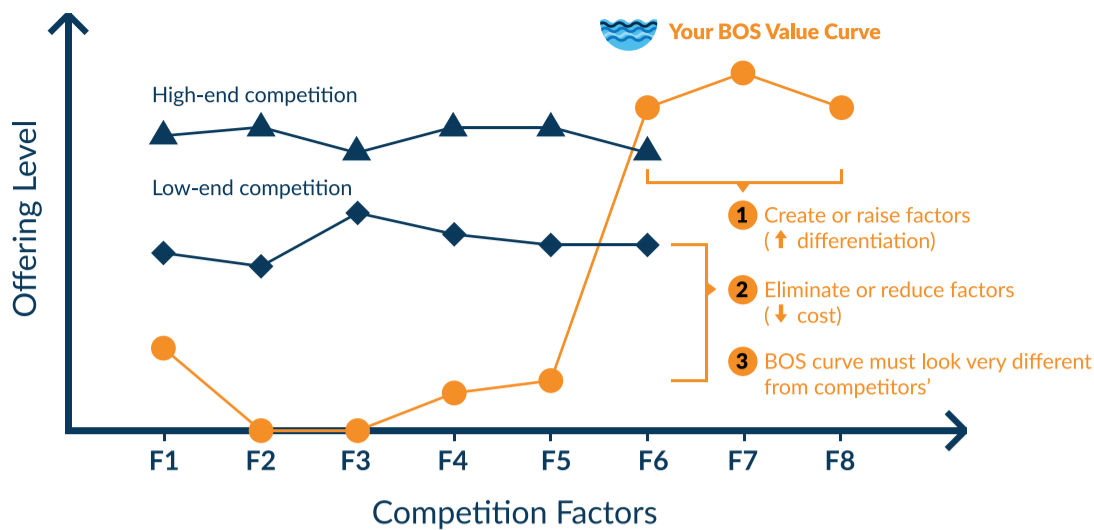 Your BOS Value Curve
High-end competition
Low-end competition
Offering Level
1 Create or raise factors
(⬆ differentiation)
2 Eliminate or reduce factors
(⬇ cost)
3 BOS curve must look very different
from competitors’
F1 F2 F3 F4 F5 F6 F7 F8
Competition Factors